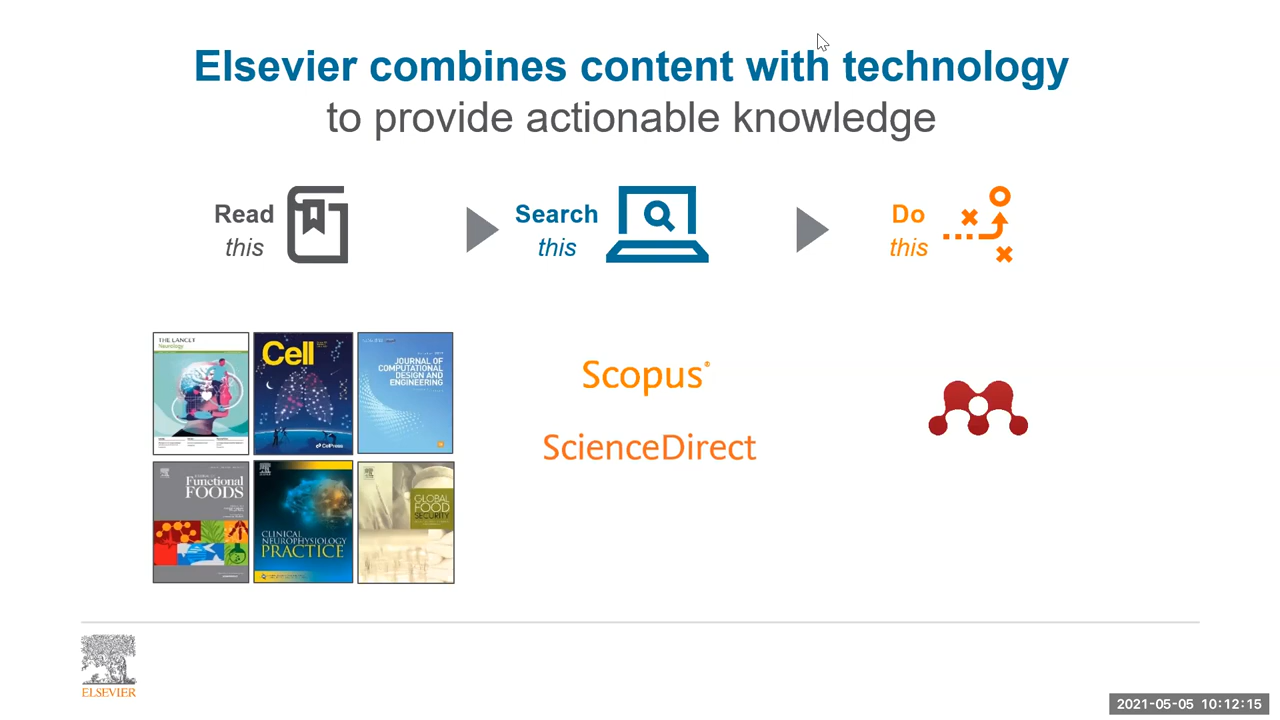 Elsevier combines content with technology
to provide actionable knowledge
Read
this
Search
this
Do
this
THE LANCET
Neurology
Cell
CellPress
JOURNAL OF
COMPUTATIONAL
DESIGN AND
ENGINEERING
Functional
FOODS
CLINICAL
NEUROPHYSIOLOGY
PRACTICE
GLOBAL
FOOD
SECURITY
Scopus®
ScienceDirect
ELSEVIER
2021-05-05 10:12:15